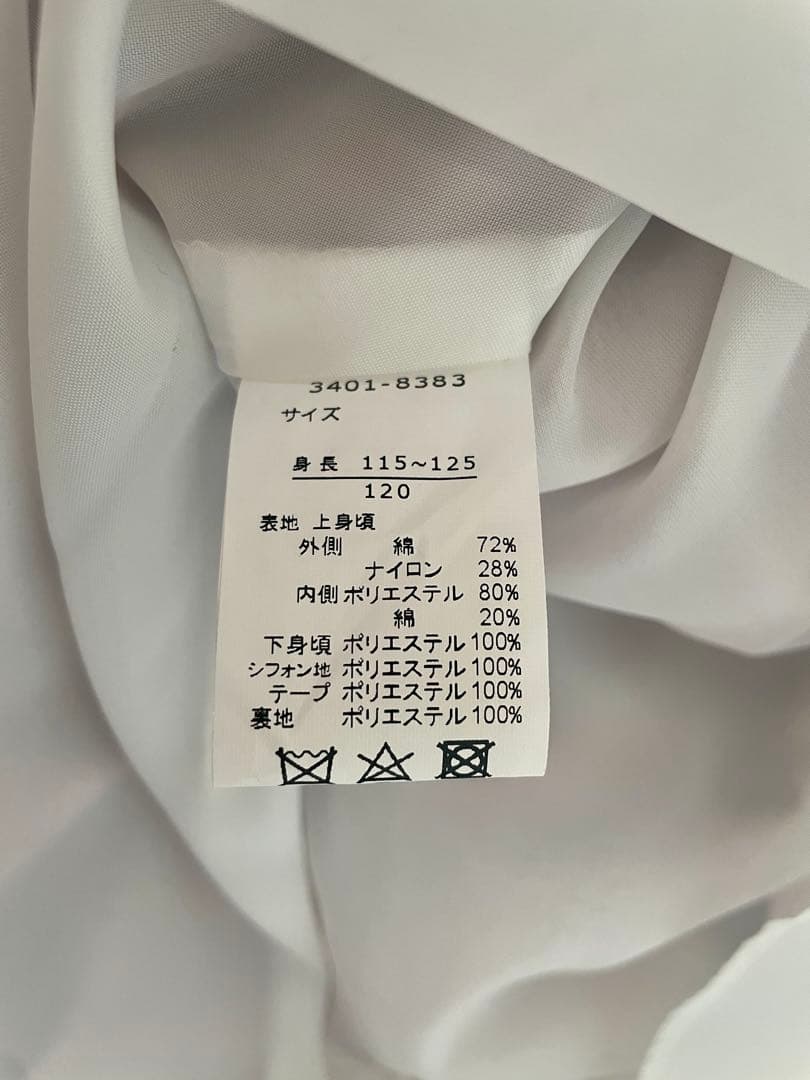 3401-8383
サイズ
身長 115～125
120
表地 上身頃
外側 綿 72%
ナイロン 28%
内側 ポリエステル 80%
綿 20%
下身頃 ポリエステル 100%
シフォン地 ポリエステル 100%
テープ ポリエステル 100%
裏地 ポリエステル 100%